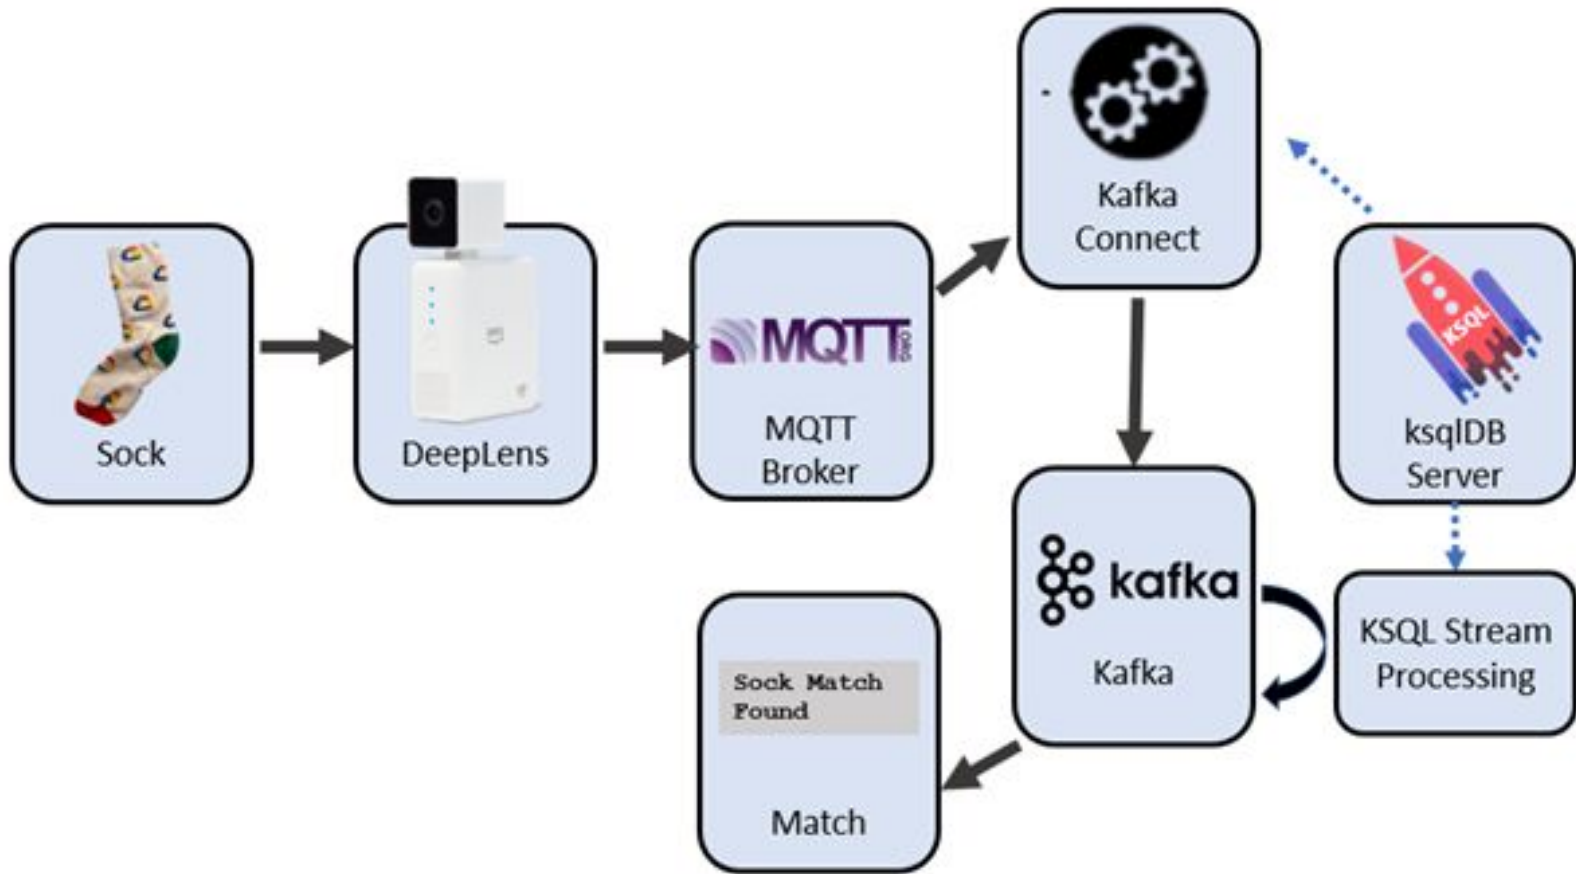 Sock
DeepLens
MQTT
.ORG
MQTT
Broker
Kafka
Connect
KSQL
ksqlDB
Server
kafka
Kafka
KSQL Stream
Processing
Sock Match
Found
Match